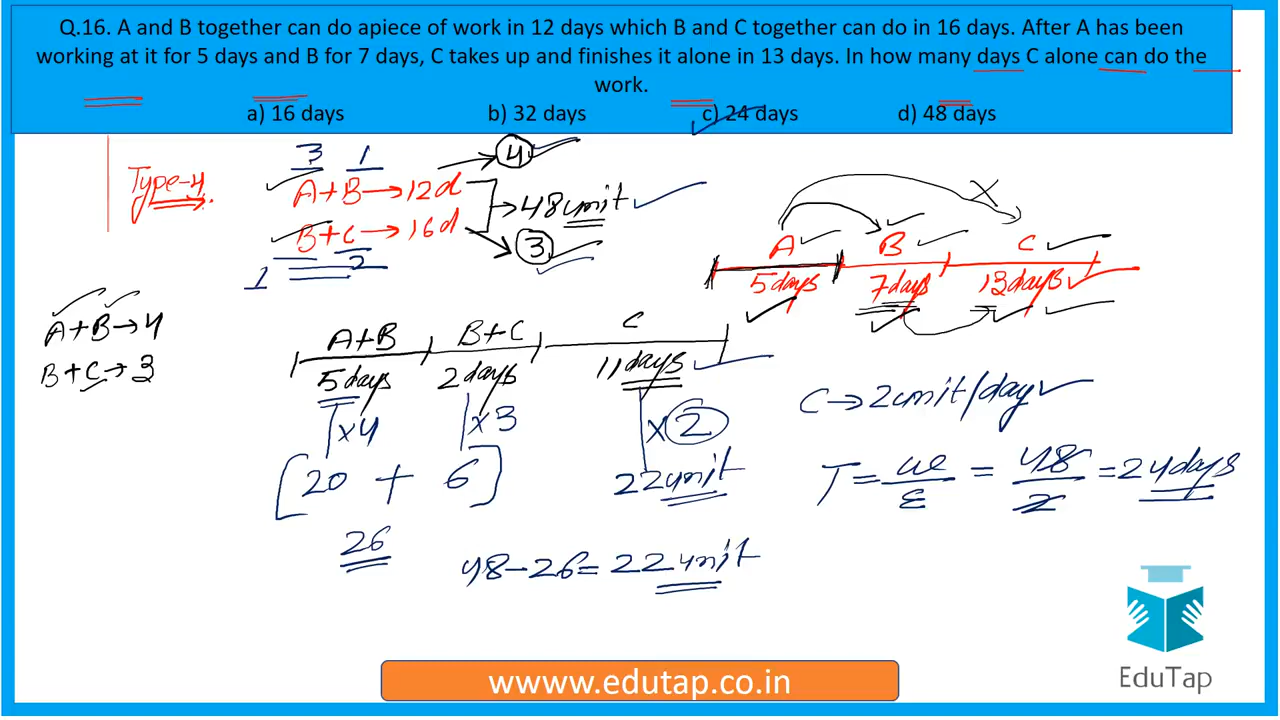 Q.16. A and B together can do apiece of work in 12 days which B and C together can do in 16 days. After A has been
working at it for 5 days and B for 7 days, C takes up and finishes it alone in 13 days. In how many days C alone can do the
work.
a) 16 days b) 32 days c) 24 days d) 48 days
Type-4
3 1
A+B→12d
4
B+C→16d
3
48 unit
1 2
A B C
5 days 7 days 13 days
X
A+B→4
B+C→3
A+B B+C C
5 days 2 days 11 days
×4 ×3 ×2
[20 + 6] 22 unit
26
48-26=22 unit
C→2 unit/day
T = w/E = 48/2 = 24 days
EduTap
www.edutap.co.in